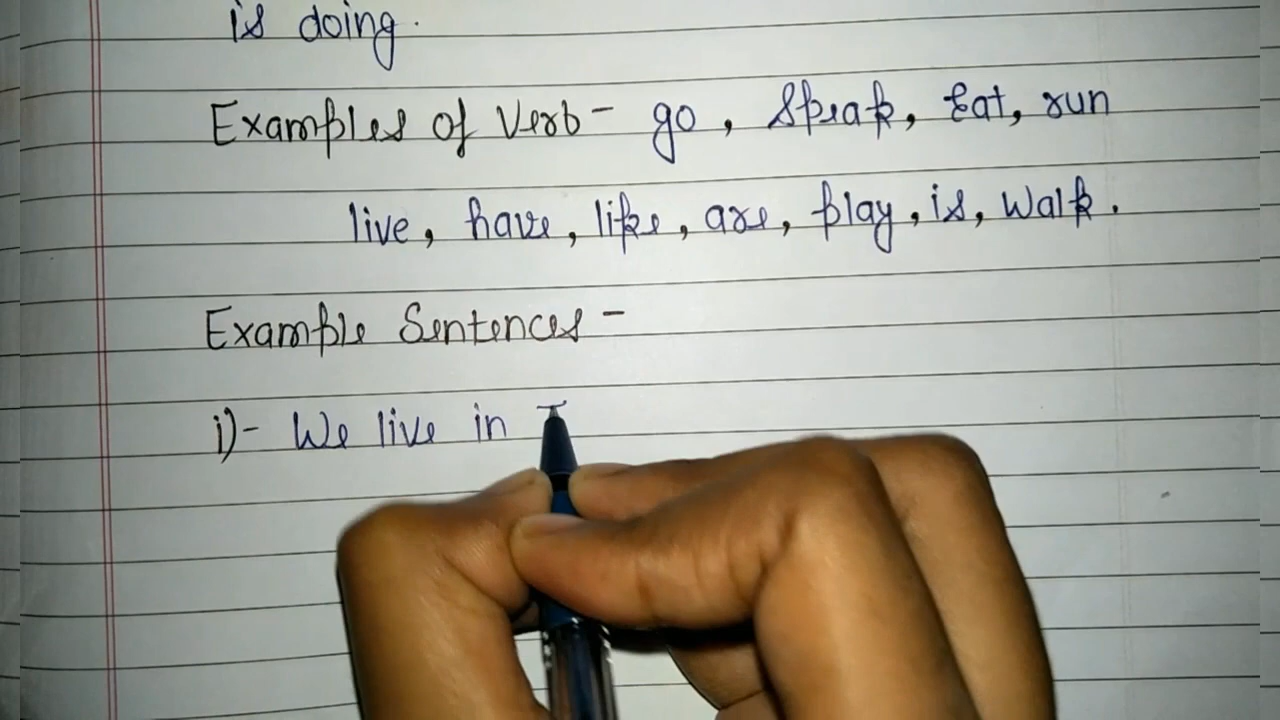 is doing.
Examples of Verb- go, Speak, Eat, run
live, have, like, are, play, is, walk.
Example Sentences-
i)- We live in